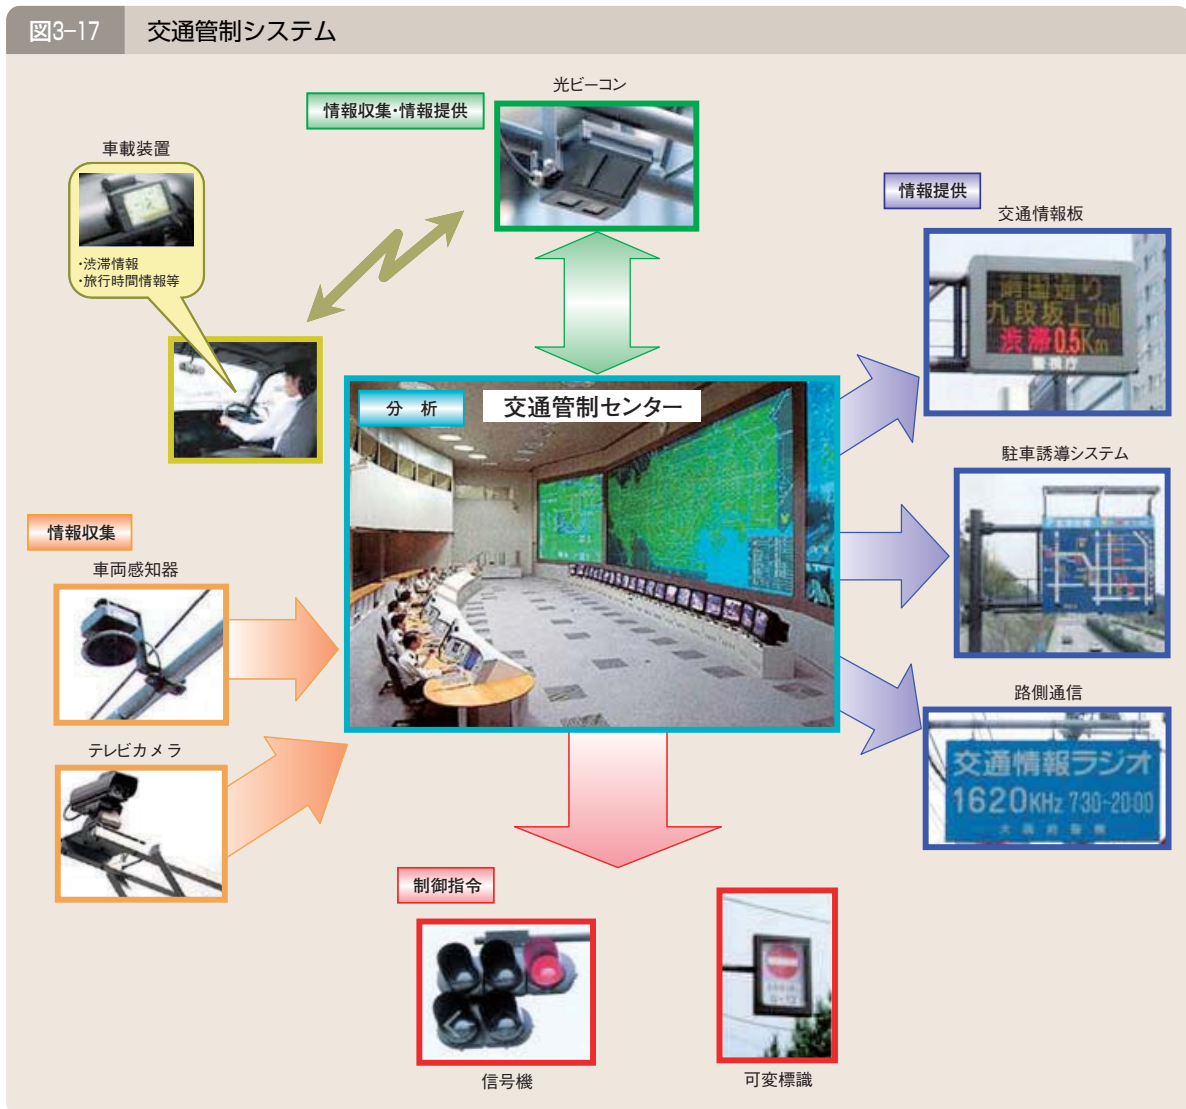 図3-17
交通管制システム
光ビーコン
情報収集・情報提供
車載装置
・渋滞情報
・旅行時間情報等
情報提供
交通情報板
靖国通り
九段坂上
渋滞0.5Km
警視庁
分析
交通管制センター
駐車誘導システム
情報収集
車両感知器
路側通信
交通情報ラジオ
1620KHz 7:30~20:00
テレビカメラ
制御指令
信号機
可変標識